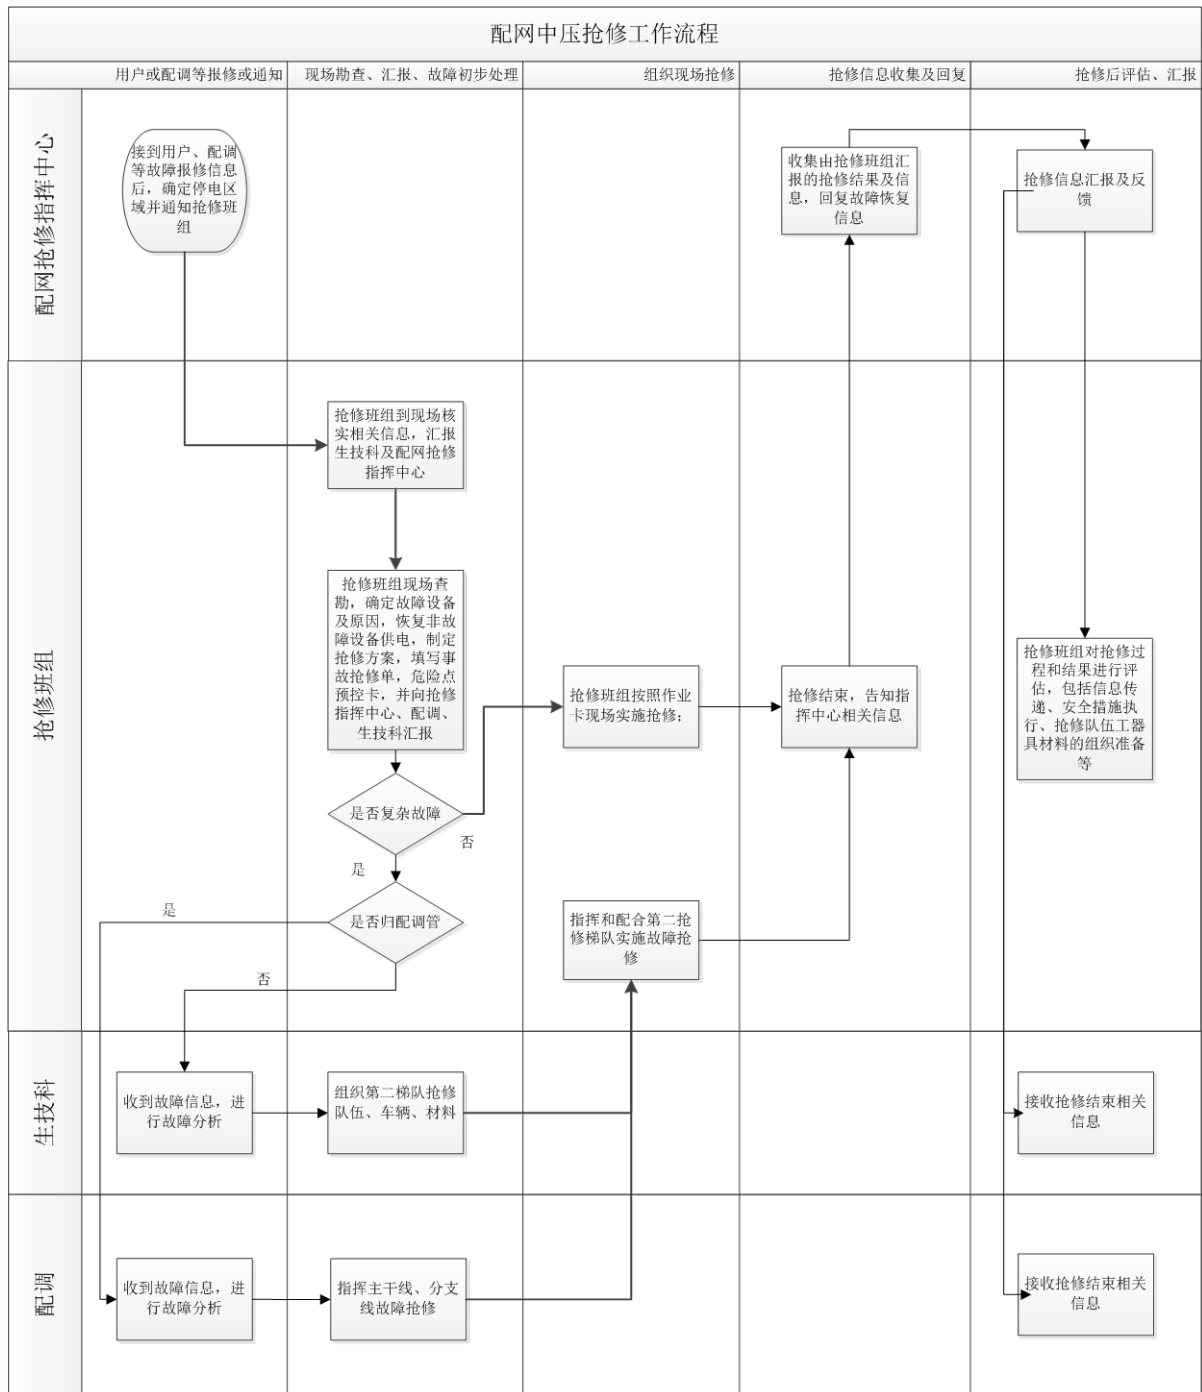 配网中压抢修工作流程
用户或配调等报修或通知
现场勘查、汇报、故障初步处理
组织现场抢修
抢修信息收集及回复
抢修后评估、汇报
配网抢修指挥中心
接到用户、配调
等故障报修信息
后，确定停电区
域并通知抢修班
组
收集由抢修班组汇
报的抢修结果及信
息，回复故障恢复
信息
抢修信息汇报及反
馈
抢修班组
抢修班组到现场核
实相关信息，汇报
生技科及配网抢修
指挥中心
抢修班组现场查
勘，确定故障设备
及原因，恢复非故
障设备供电，制定
抢修方案，填写事
故抢修单，危险点
预控卡，并向抢修
指挥中心、配调、
生技科汇报
抢修班组按照作业
卡现场实施抢修；
抢修结束，告知指
挥中心相关信息
抢修班组对抢修过
程和结果进行评
估，包括信息传
递、安全措施执
行、抢修队伍工器
具材料的组织准备
等
是否复杂故障
否
是
是否归配调管
是
否
指挥和配合第二抢
修梯队实施故障抢
修
生技科
收到故障信息，进
行故障分析
组织第二梯队抢修
队伍、车辆、材料
接收抢修结束相关
信息
配调
收到故障信息，进
行故障分析
指挥主干线、分支
线故障抢修
接收抢修结束相关
信息